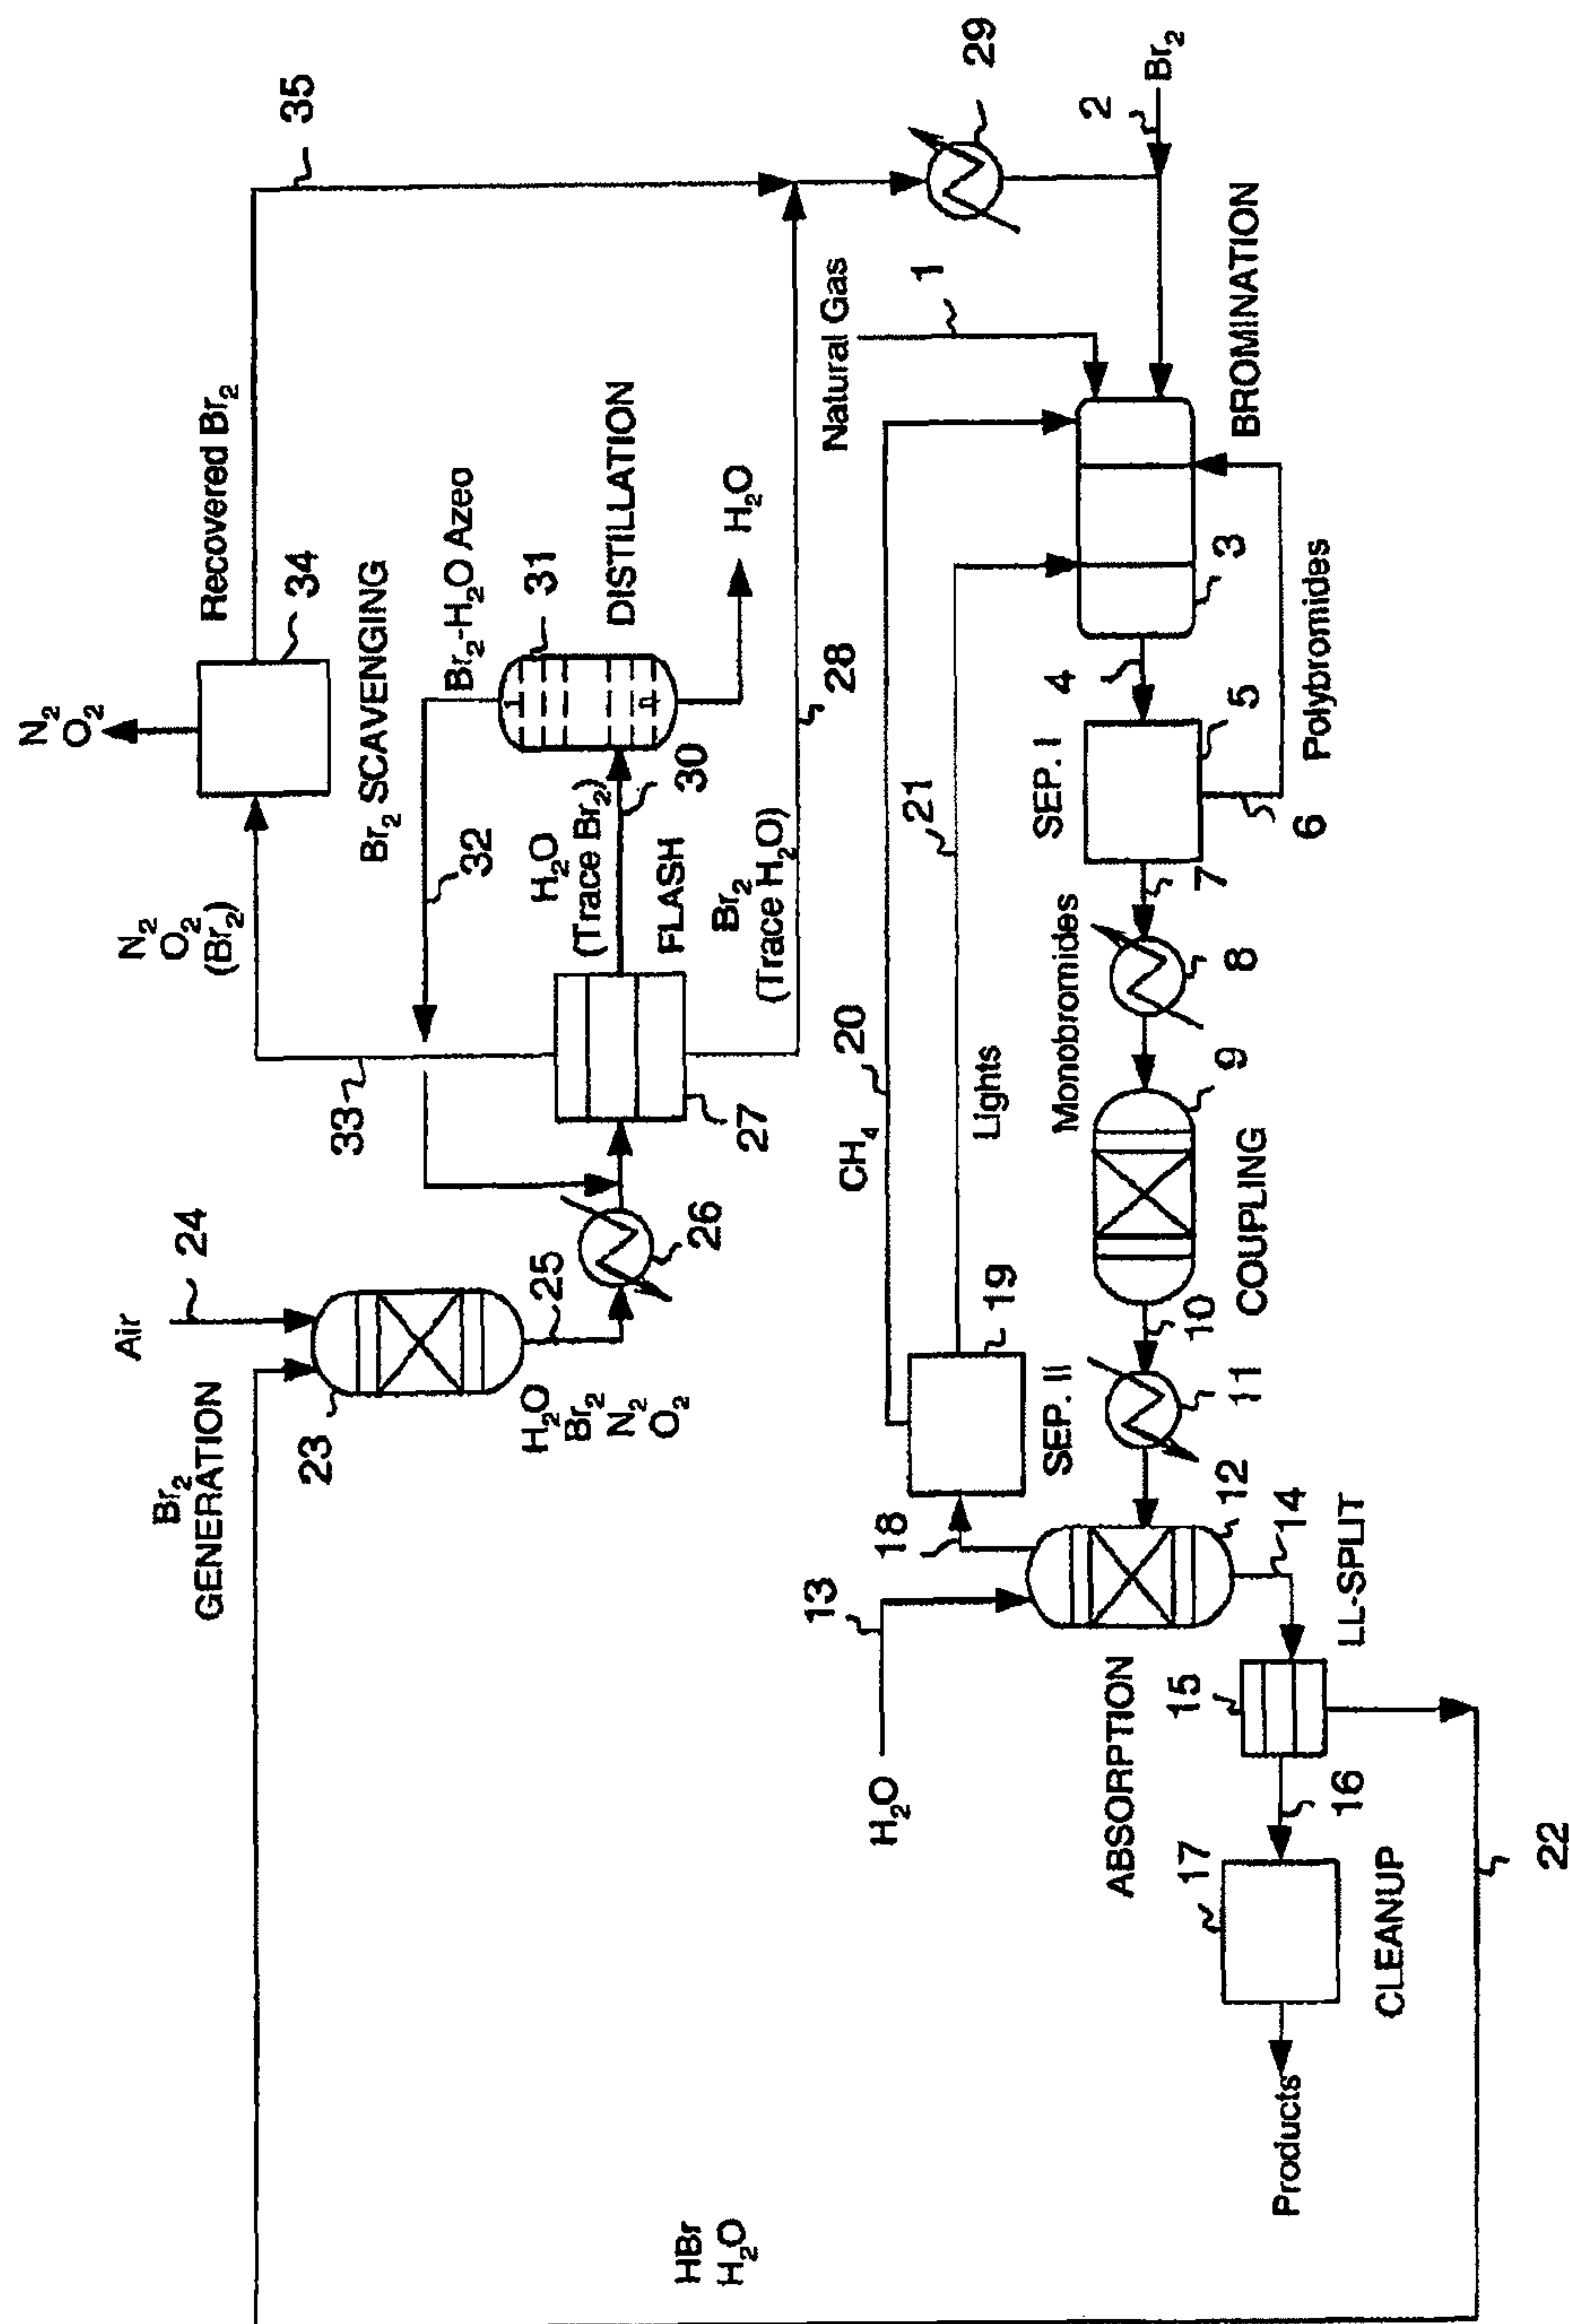 N₂
O₂
35
Recovered Br₂
34
N₂
O₂
(Br₂)
Br₂ SCAVENGING
Br₂-H₂O Azeo
32
31
1
n
DISTILLATION
H₂O
H₂O
(Trace Br₂)
30
33
FLASH
27
Br₂
(Trace H₂O)
28
29
Air
24
Br₂
GENERATION
23
25
H₂O
Br₂
N₂
O₂
26
2
Br₂
Natural Gas
1
BROMINATION
3
4
SEP. I
5
6
Polybromides
7
Monobromides
8
9
COUPLING
10
11
CH₄
20
21
Lights
19
SEP. II
18
12
13
H₂O
ABSORPTION
14
LL-SPLIT
15
16
17
CLEANUP
Products
22
HBr
H₂O